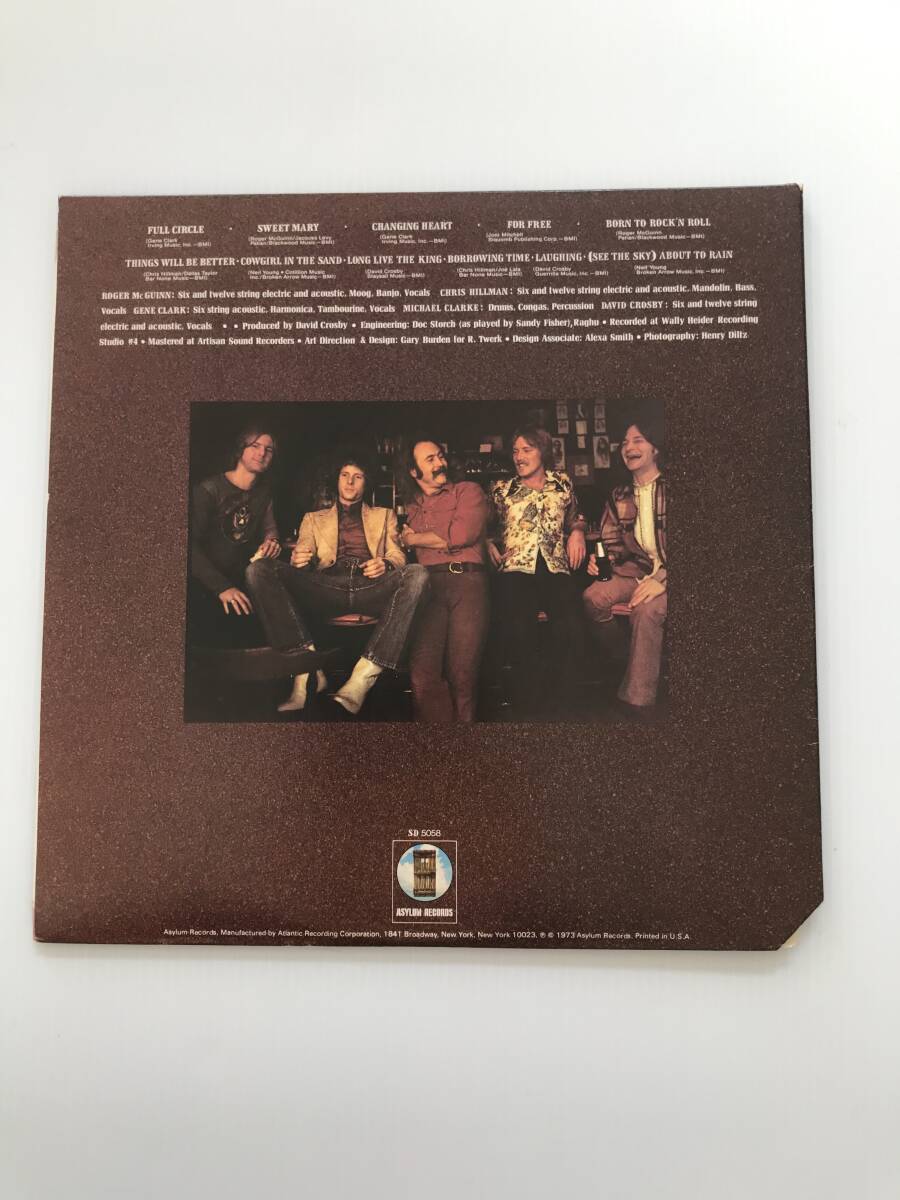 FULL CIRCLE · SWEET MARY · CHANGING HEART · FOR FREE · BORN TO ROCK'N ROLL
(Gene Clark (Roger McGuinn/Jacques Levy (Gene Clark (Joni Mitchell (Roger McGuinn
Irving Music, Inc.—BMI) Patian/Blackwood Music—BMI) Irving Music, Inc.—BMI) Siquomb Publishing Corp.—BMI) Patian/Blackwood Music—BMI)
THINGS WILL BE BETTER · COWGIRL IN THE SAND · LONG LIVE THE KING · BORROWING TIME · LAUGHING · (SEE THE SKY) ABOUT TO RAIN
(Chris Hillman/Dallas Taylor (Neil Young • Cotillion Music (David Crosby (Chris Hillman/Joe Lala (David Crosby (Neil Young
Bar None Music—BMI) Inc./Broken Arrow Music—BMI) Staysail Music—BMI) Bar None Music—BMI) Guerrilla Music, Inc.—BMI) Broken Arrow Music, Inc.—BMI)
ROGER McGUINN: Six and twelve string electric and acoustic, Moog, Banjo, Vocals CHRIS HILLMAN: Six and twelve string electric and acoustic, Mandolin, Bass,
Vocals GENE CLARK: Six string acoustic, Harmonica, Tambourine, Vocals MICHAEL CLARKE: Drums, Congas, Percussion DAVID CROSBY: Six and twelve string
electric and acoustic, Vocals • • Produced by David Crosby • Engineering: Doc Storch (as played by Sandy Fisher), Raghu • Recorded at Wally Heider Recording
Studio #4 • Mastered at Artisan Sound Recorders • Art Direction & Design: Gary Burden for R. Twerk • Design Associate: Alexa Smith • Photography: Henry Diltz
SD 5058
ASYLUM RECORDS
Asylum Records, Manufactured by Atlantic Recording Corporation, 1841 Broadway, New York, New York 10023, ℗ © 1973 Asylum Records. Printed in U.S.A.